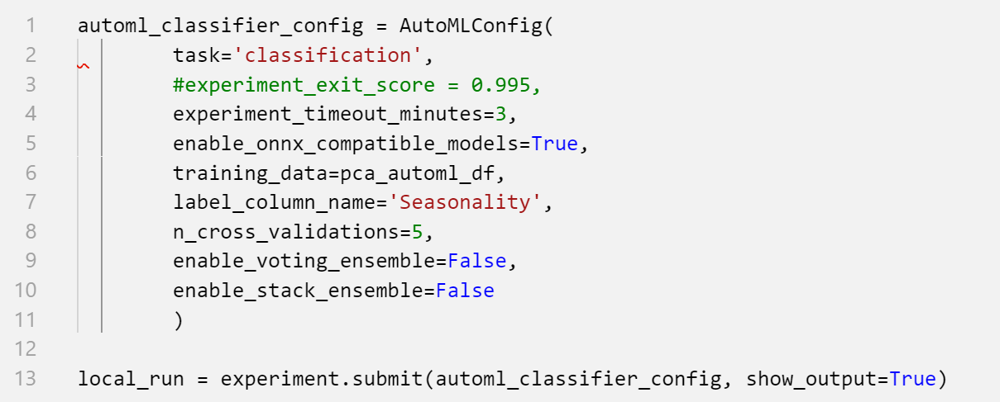 1 automl_classifier_config = AutoMLConfig(
2 task='classification',
3 #experiment_exit_score = 0.995,
4 experiment_timeout_minutes=3,
5 enable_onnx_compatible_models=True,
6 training_data=pca_automl_df,
7 label_column_name='Seasonality',
8 n_cross_validations=5,
9 enable_voting_ensemble=False,
10 enable_stack_ensemble=False
11 )
12
13 local_run = experiment.submit(automl_classifier_config, show_output=True)